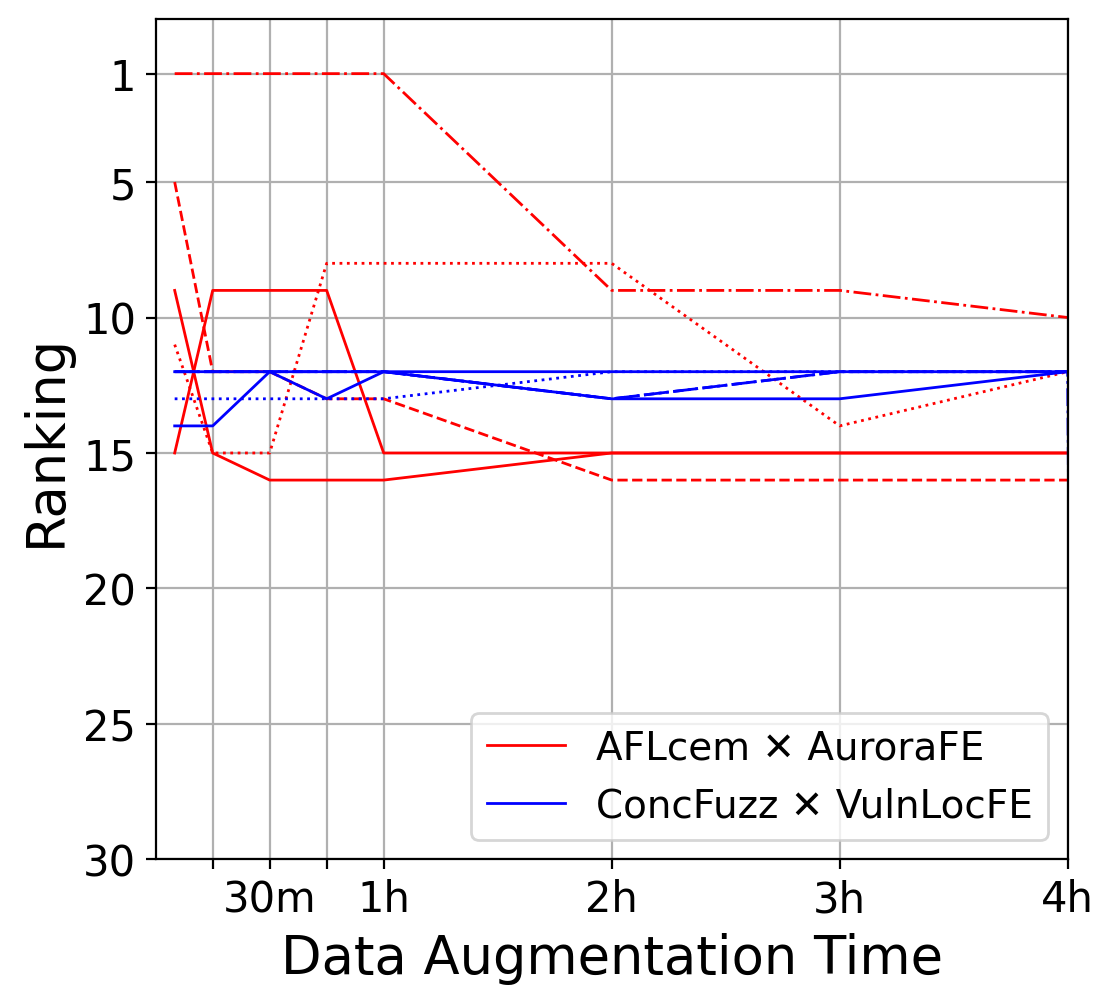 Ranking
1
5
10
15
20
25
30
30m 1h 2h 3h 4h
Data Augmentation Time
AFLcem ✕ AuroraFE
ConcFuzz ✕ VulnLocFE